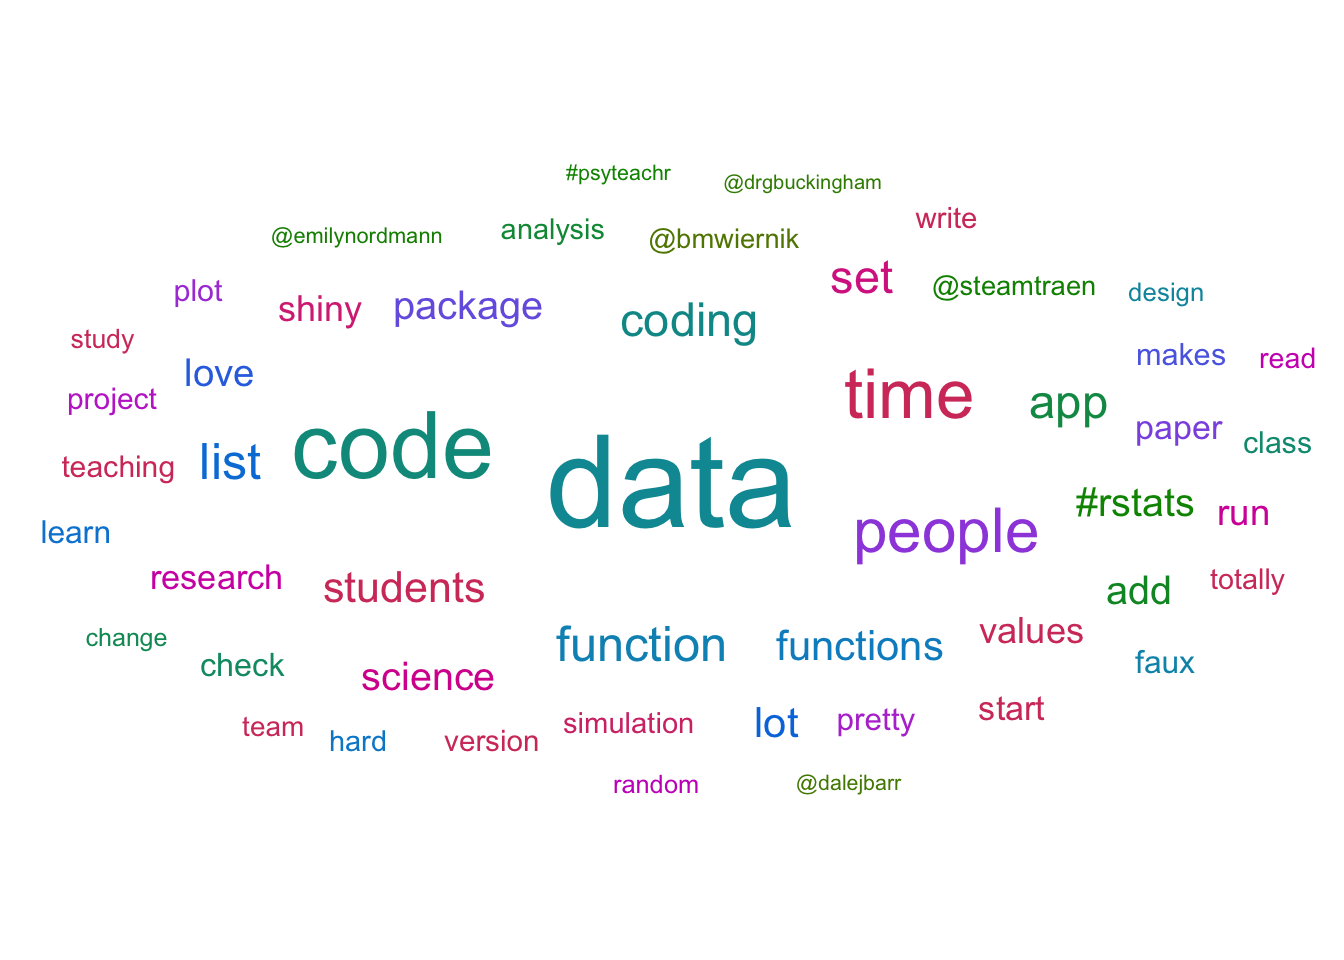 #psyteachr
@drgbuckingham
write
@emilynordmann
analysis
@bmwiernik
set
@steamtraen
design
plot
shiny
package
coding
study
love
makes
read
project
time
app
paper
class
teaching
list
code
data
#rstats
run
learn
people
research
students
add
totally
change
check
science
function
functions
values
faux
team
hard
version
simulation
lot
pretty
start
random
@dalejbarr